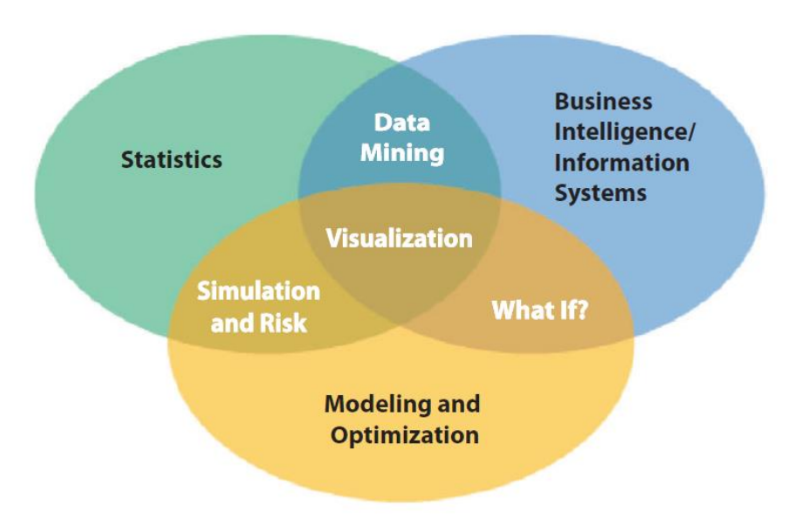 Statistics
Data
Mining
Business
Intelligence/
Information
Systems
Visualization
Simulation
and Risk
What If?
Modeling and
Optimization